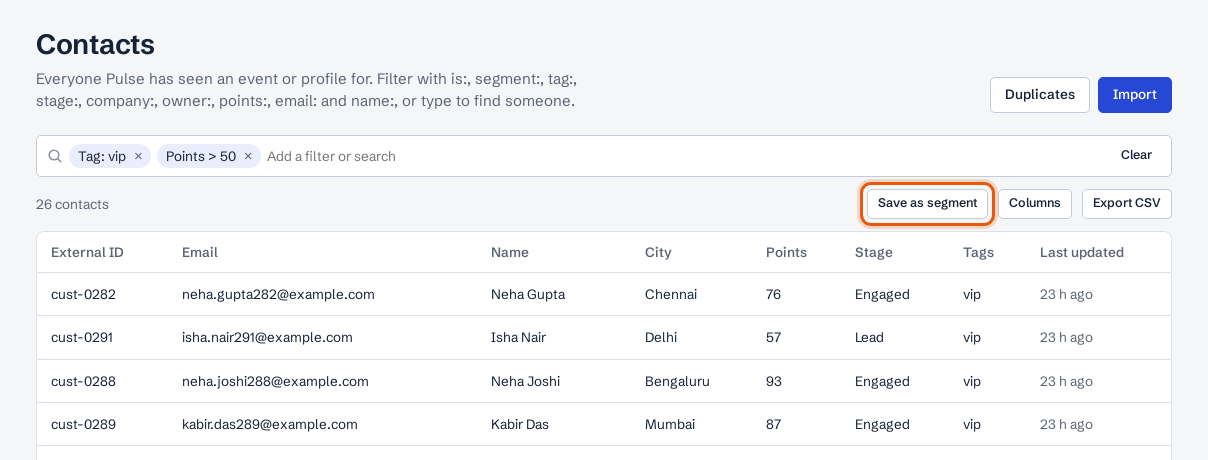 Contacts
Everyone Pulse has seen an event or profile for. Filter with is:, segment:, tag:,
stage:, company:, owner:, points:, email: and name:, or type to find someone.
Duplicates Import
Tag: vip × Points > 50 × Add a filter or search Clear
26 contacts Save as segment Columns Export CSV
External ID Email Name City Points Stage Tags Last updated
cust-0282 neha.gupta282@example.com Neha Gupta Chennai 76 Engaged vip 23 h ago
cust-0291 isha.nair291@example.com Isha Nair Delhi 57 Lead vip 23 h ago
cust-0288 neha.joshi288@example.com Neha Joshi Bengaluru 93 Engaged vip 23 h ago
cust-0289 kabir.das289@example.com Kabir Das Mumbai 87 Engaged vip 23 h ago